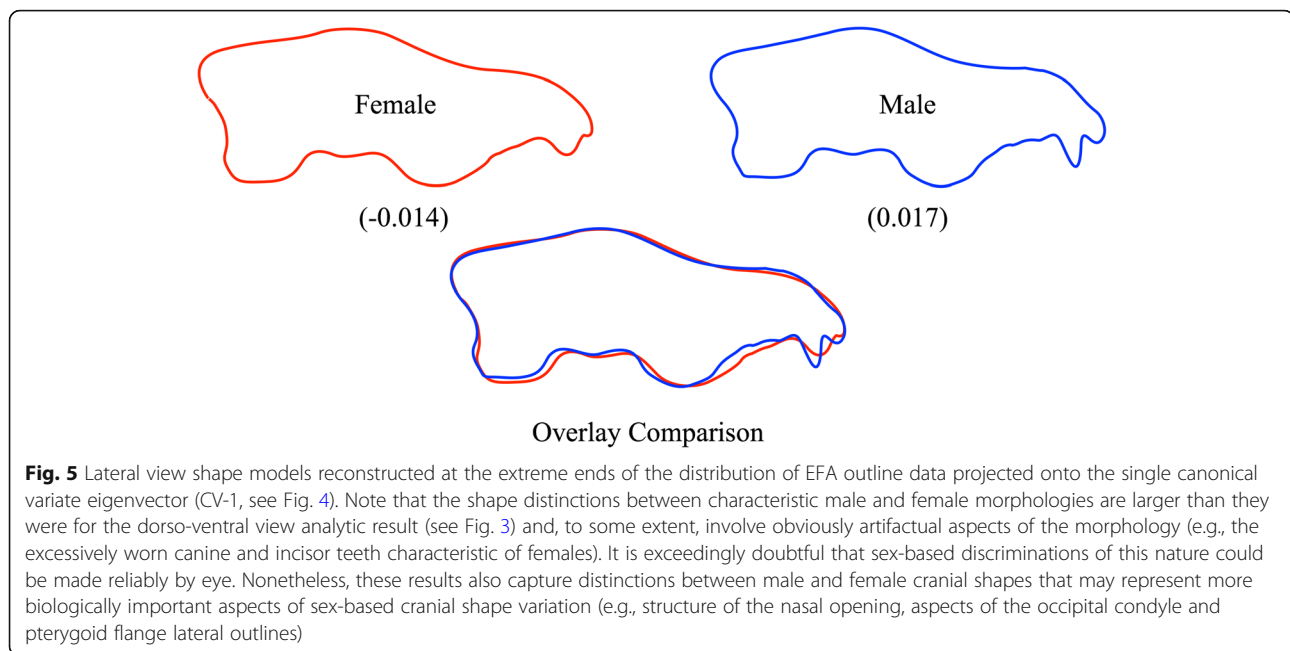 Female
Male
(-0.014)
(0.017)
Overlay Comparison
Fig. 5 Lateral view shape models reconstructed at the extreme ends of the distribution of EFA outline data projected onto the single canonical
variate eigenvector (CV-1, see Fig. 4). Note that the shape distinctions between characteristic male and female morphologies are larger than they
were for the dorso-ventral view analytic result (see Fig. 3) and, to some extent, involve obviously artifactual aspects of the morphology (e.g., the
excessively worn canine and incisor teeth characteristic of females). It is exceedingly doubtful that sex-based discriminations of this nature could
be made reliably by eye. Nonetheless, these results also capture distinctions between male and female cranial shapes that may represent more
biologically important aspects of sex-based cranial shape variation (e.g., structure of the nasal opening, aspects of the occipital condyle and
pterygoid flange lateral outlines)